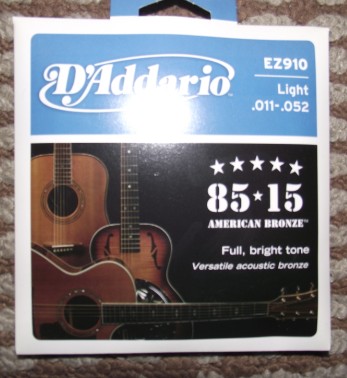 D'Addario
EZ910
Light
.011-.052
85★15
AMERICAN BRONZE™
Full, bright tone
Versatile acoustic bronze